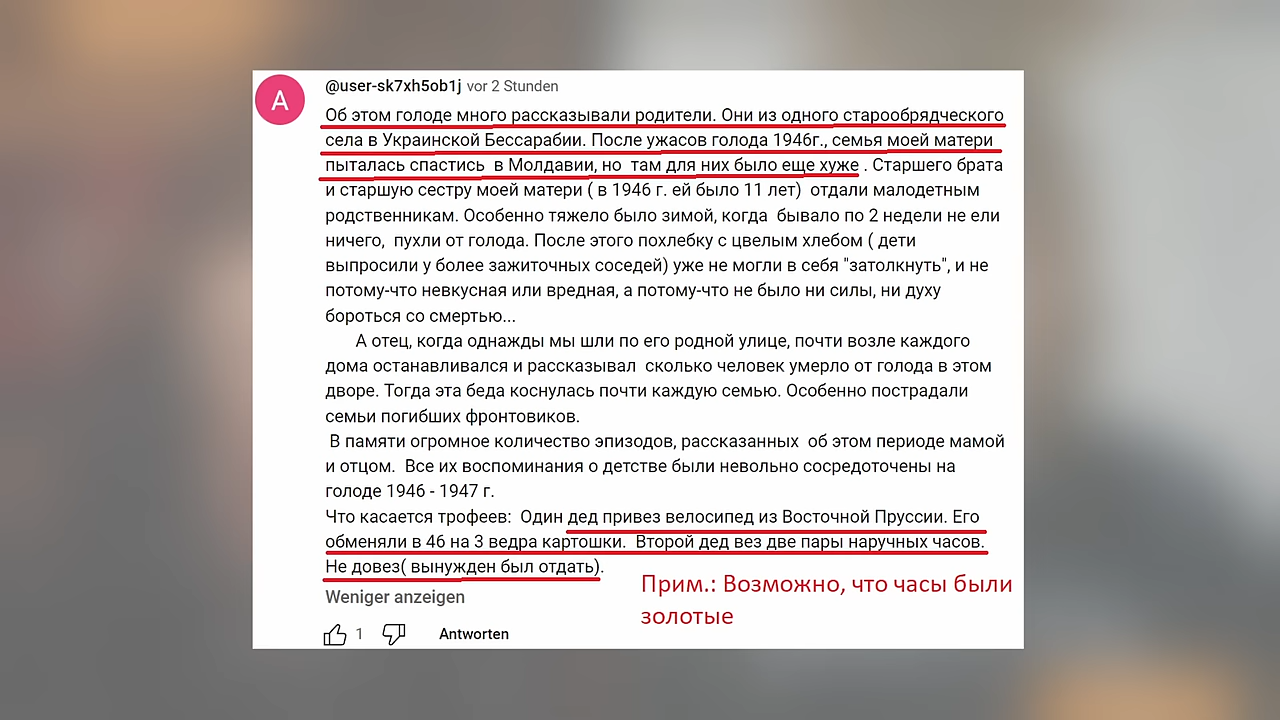 A
@user-sk7xh5ob1j vor 2 Stunden
Об этом голоде много рассказывали родители. Они из одного старообрядческого
села в Украинской Бессарабии. После ужасов голода 1946г., семья моей матери
пыталась спастись в Молдавии, но там для них было еще хуже . Старшего брата
и старшую сестру моей матери ( в 1946 г. ей было 11 лет) отдали малодетным
родственникам. Особенно тяжело было зимой, когда бывало по 2 недели не ели
ничего, пухли от голода. После этого похлебку с цвелым хлебом ( дети
выпросили у более зажиточных соседей) уже не могли в себя "затолкнуть", и не
потому-что невкусная или вредная, а потому-что не было ни силы, ни духу
бороться со смертью...
А отец, когда однажды мы шли по его родной улице, почти возле каждого
дома останавливался и рассказывал сколько человек умерло от голода в этом
дворе. Тогда эта беда коснулась почти каждую семью. Особенно пострадали
семьи погибших фронтовиков.
В памяти огромное количество эпизодов, рассказанных об этом периоде мамой
и отцом. Все их воспоминания о детстве были невольно сосредоточены на
голоде 1946 - 1947 г.
Что касается трофеев: Один дед привез велосипед из Восточной Пруссии. Его
обменяли в 46 на 3 ведра картошки. Второй дед вез две пары наручных часов.
Не довез( вынужден был отдать).
Прим.: Возможно, что часы были
золотые
Weniger anzeigen
1
Antworten